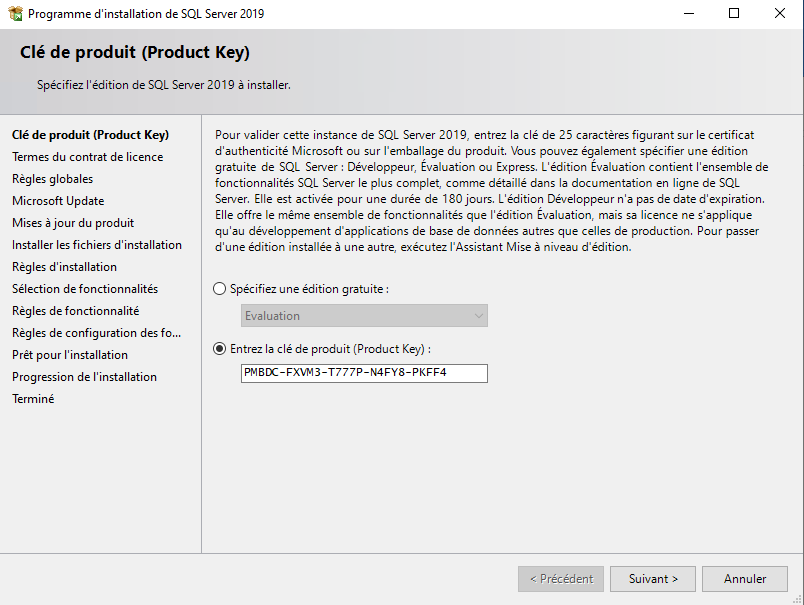 Programme d'installation de SQL Server 2019
Clé de produit (Product Key)
Spécifiez l'édition de SQL Server 2019 à installer.
Clé de produit (Product Key)
Termes du contrat de licence
Règles globales
Microsoft Update
Mises à jour du produit
Installer les fichiers d'installation
Règles d'installation
Sélection de fonctionnalités
Règles de fonctionnalité
Règles de configuration des fo...
Prêt pour l'installation
Progression de l'installation
Terminé
Pour valider cette instance de SQL Server 2019, entrez la clé de 25 caractères figurant sur le certificat
d'authenticité Microsoft ou sur l'emballage du produit. Vous pouvez également spécifier une édition
gratuite de SQL Server : Développeur, Évaluation ou Express. L'édition Évaluation contient l'ensemble de
fonctionnalités SQL Server le plus complet, comme détaillé dans la documentation en ligne de SQL
Server. Elle est activée pour une durée de 180 jours. L'édition Développeur n'a pas de date d'expiration.
Elle offre le même ensemble de fonctionnalités que l'édition Évaluation, mais sa licence ne s'applique
qu'au développement d'applications de base de données autres que celles de production. Pour passer
d'une édition installée à une autre, exécutez l'Assistant Mise à niveau d'édition.
Spécifiez une édition gratuite :
Evaluation
Entrez la clé de produit (Product Key) :
PMBDC-FXVM3-T777P-N4FY8-PKFF4
< Précédent
Suivant >
Annuler